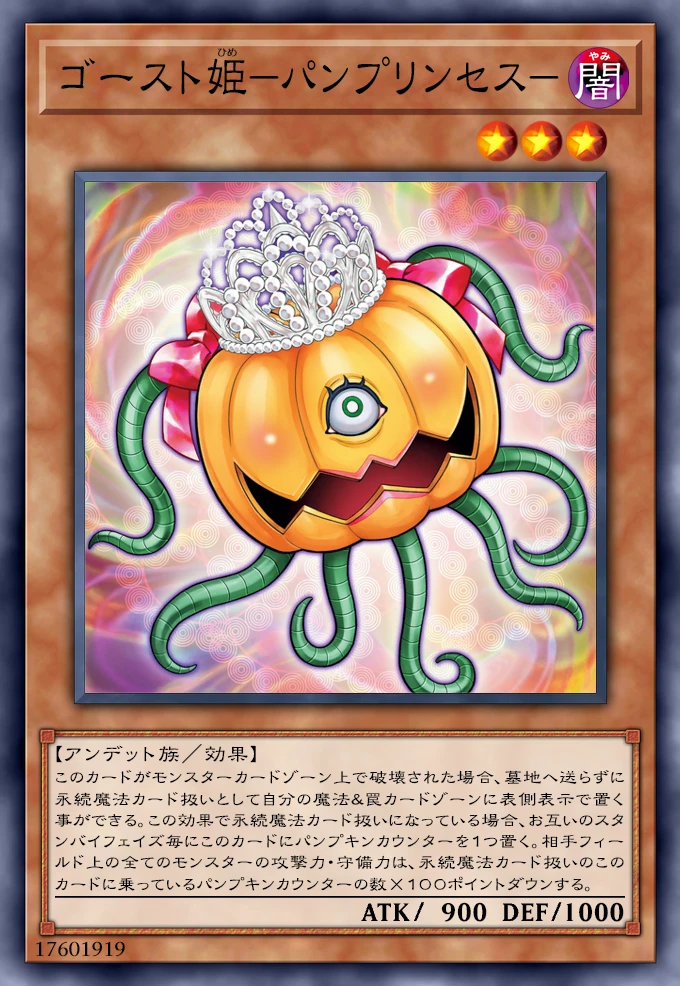 ひめ
ゴースト姫－パンプリンセス－
やみ
闇
【アンデット族／効果】
このカードがモンスターカードゾーン上で破壊された場合、墓地へ送らずに
永続魔法カード扱いとして自分の魔法&罠カードゾーンに表側表示で置く
事ができる。この効果で永続魔法カード扱いになっている場合、お互いのスタ
ンバイフェイズ毎にこのカードにパンプキンカウンターを1つ置く。相手フィー
ルド上の全てのモンスターの攻撃力・守備力は、永続魔法カード扱いのこの
カードに乗っているパンプキンカウンターの数×100ポイントダウンする。
ATK/ 900 DEF/1000
17601919